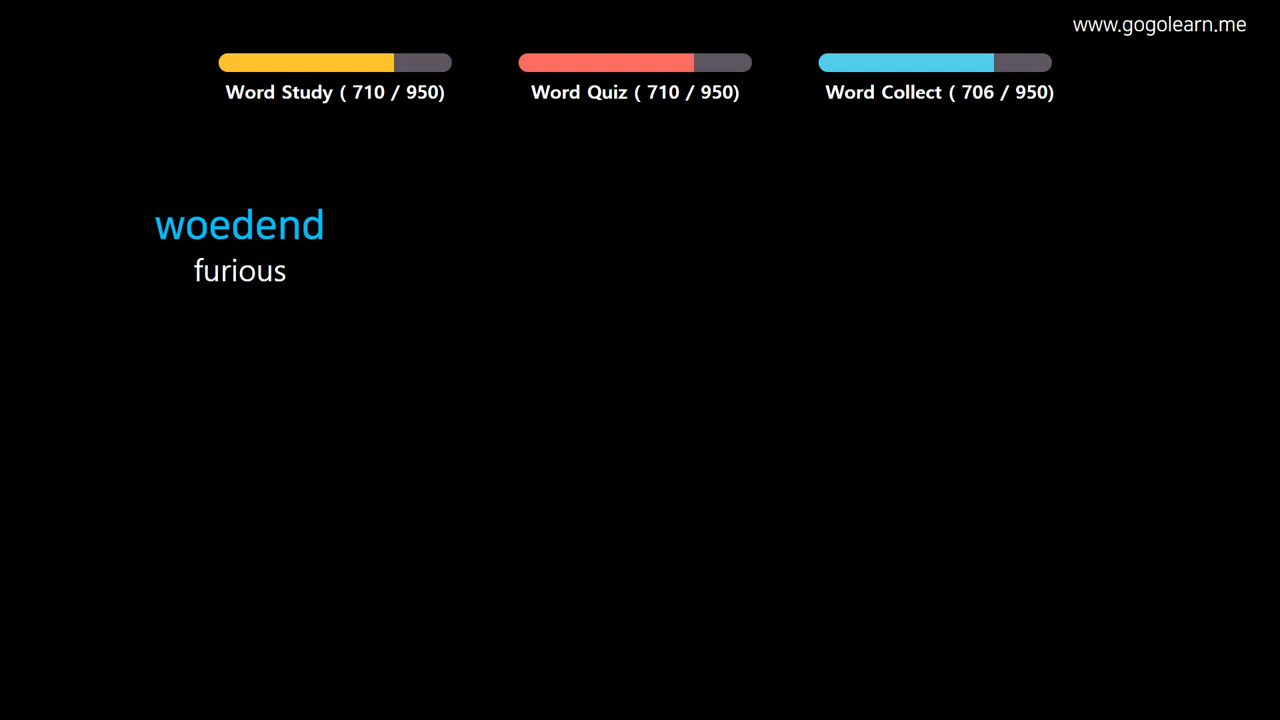 www.gogolearn.me
Word Study ( 710 / 950)
Word Quiz ( 710 / 950)
Word Collect ( 706 / 950)
woedend
furious